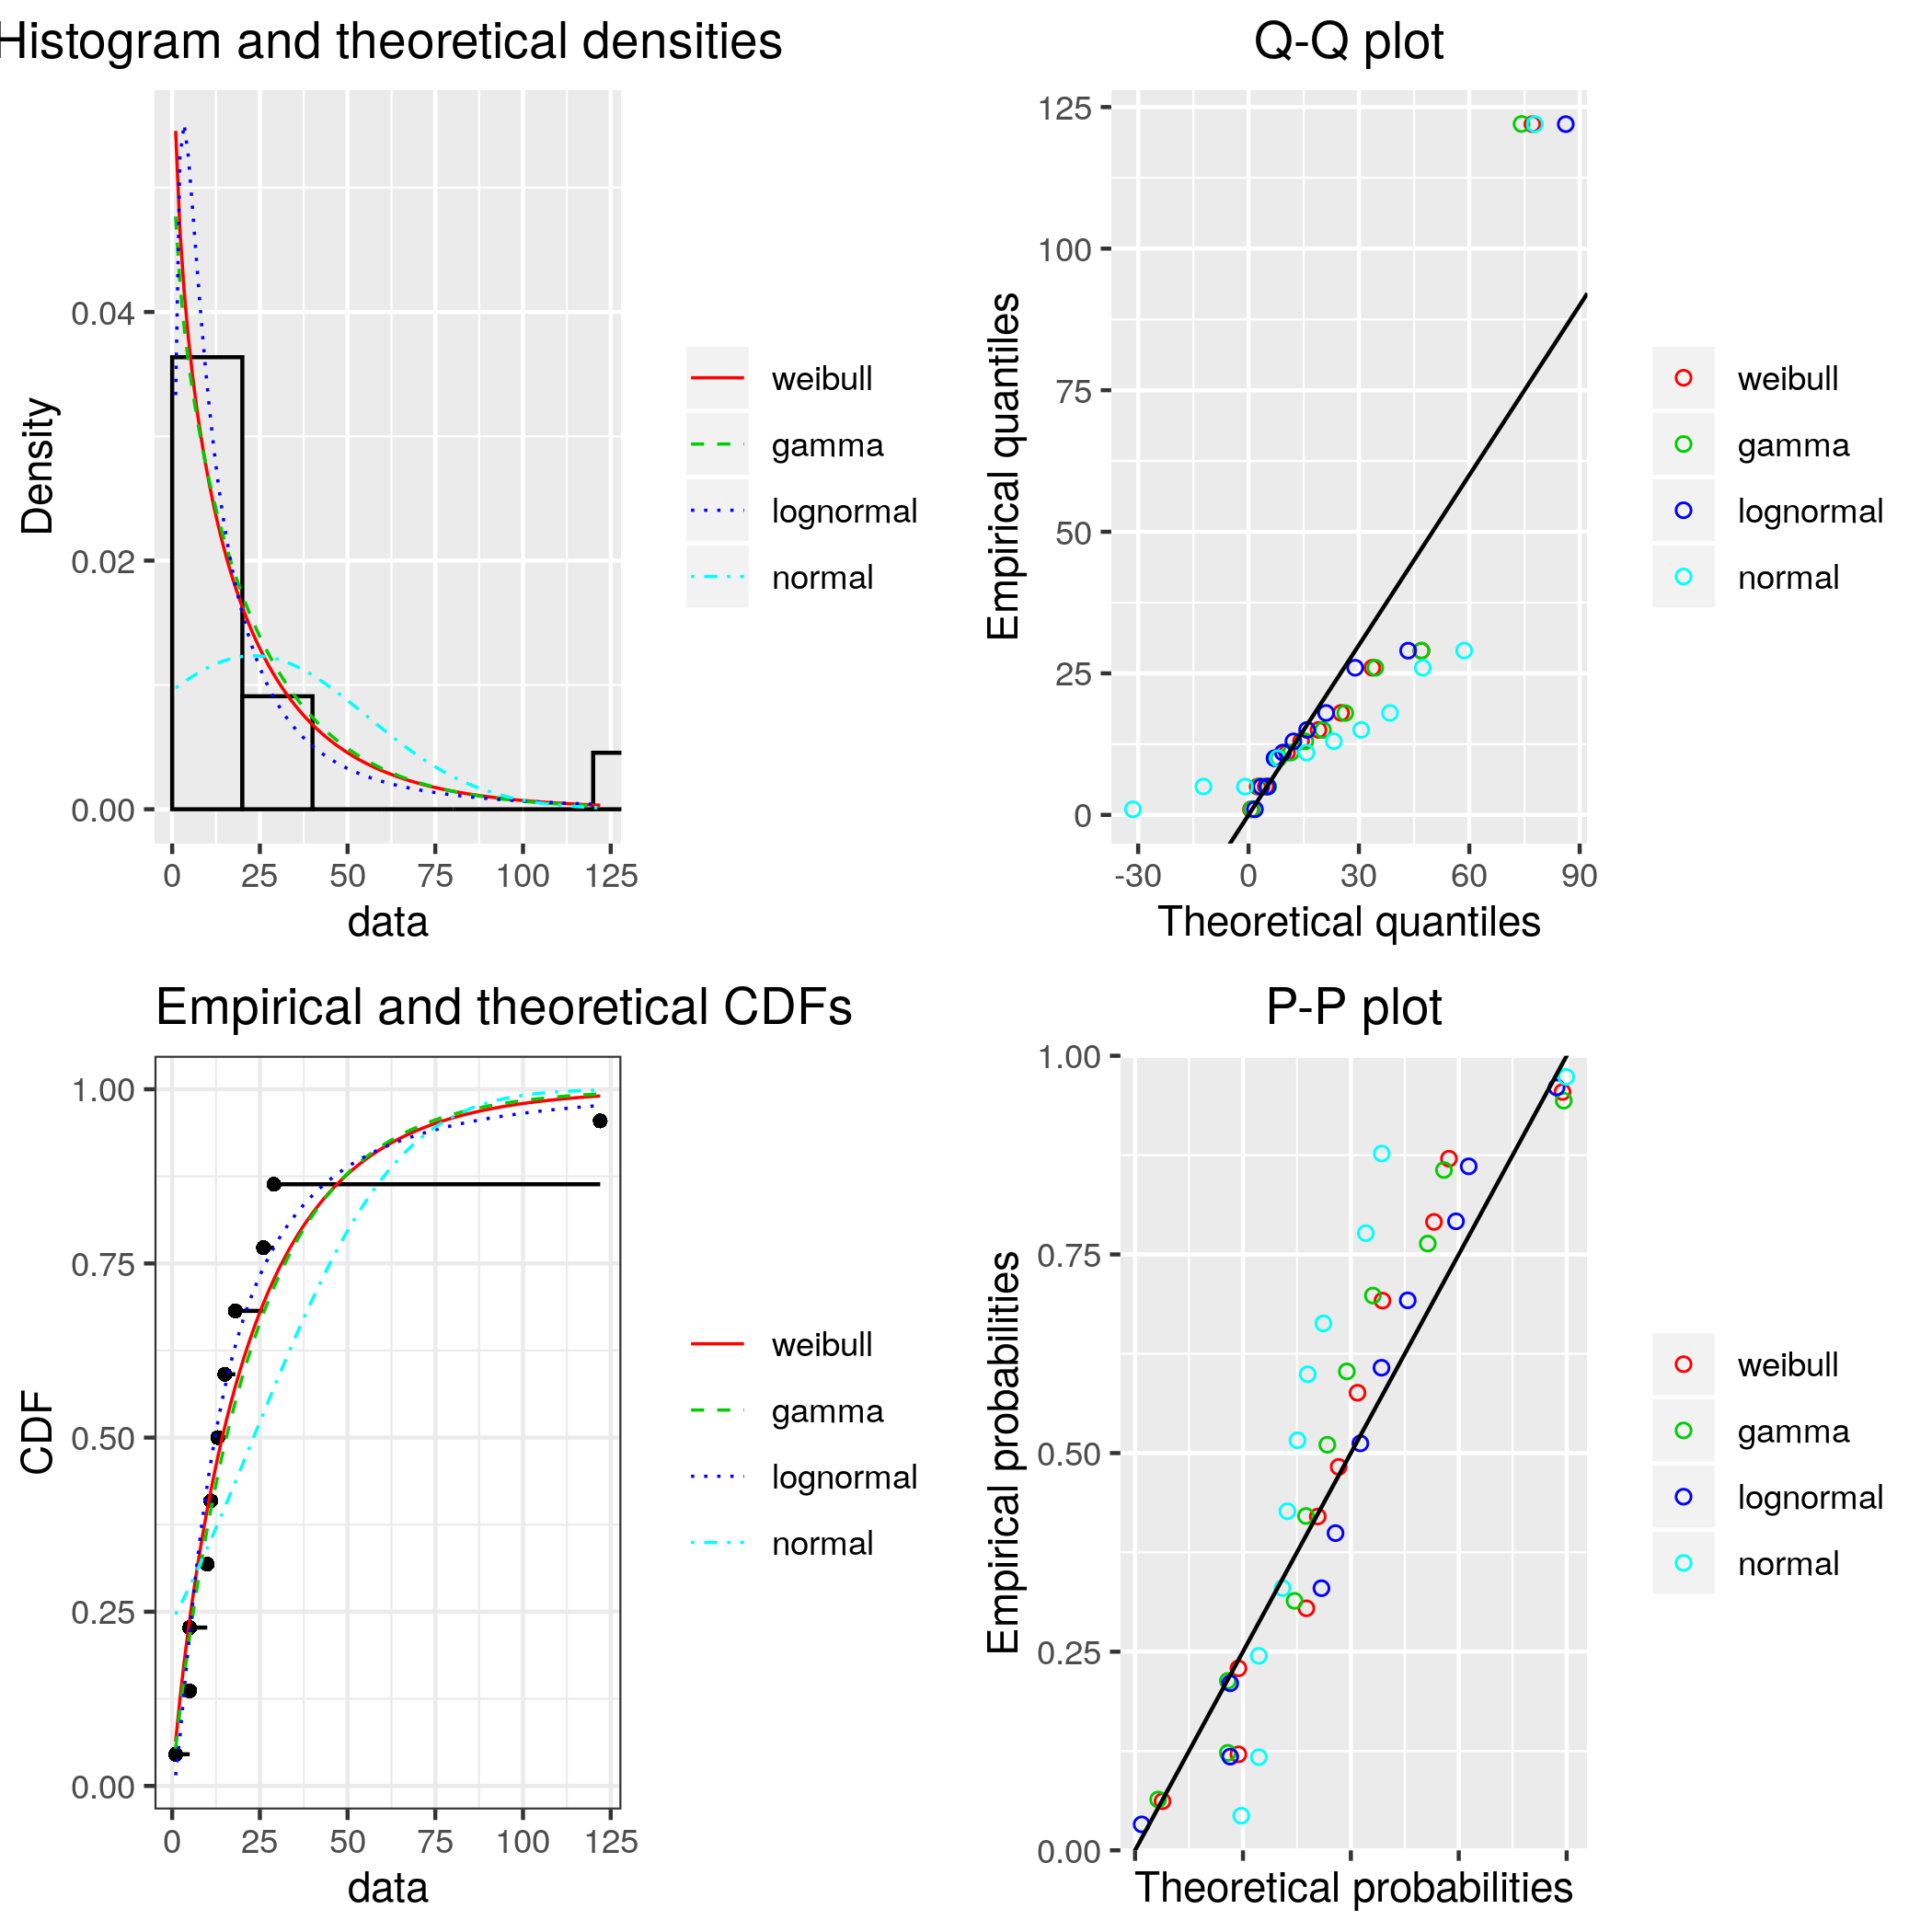 Histogram and theoretical densities
Density
0.04
0.02
0.00
0 25 50 75 100 125
data
weibull
gamma
lognormal
normal
Q-Q plot
Empirical quantiles
125
100
75
50
25
0
-30 0 30 60 90
Theoretical quantiles
weibull
gamma
lognormal
normal
Empirical and theoretical CDFs
CDF
1.00
0.75
0.50
0.25
0.00
0 25 50 75 100 125
data
weibull
gamma
lognormal
normal
P-P plot
Empirical probabilities
1.00
0.75
0.50
0.25
0.00
Theoretical probabilities
weibull
gamma
lognormal
normal